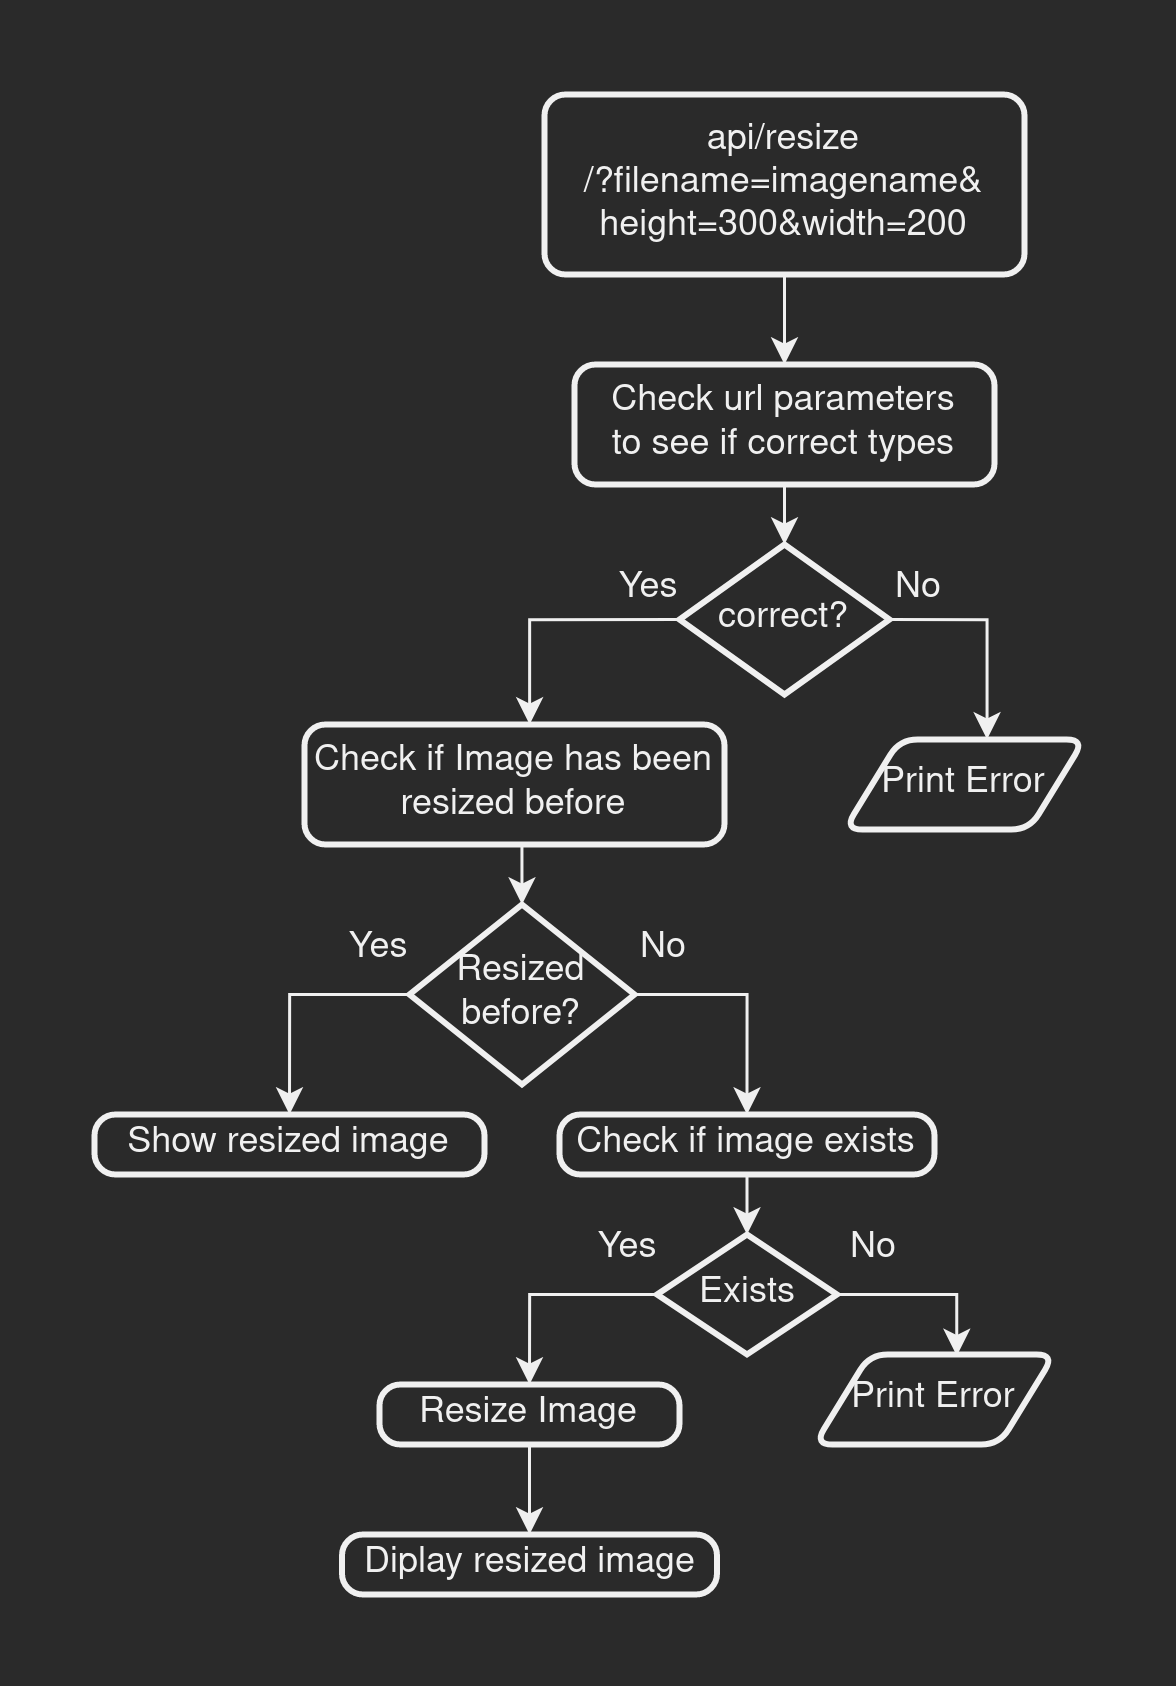 api/resize
/?filename=imagename&
height=300&width=200
Check url parameters
to see if correct types
Yes
No
correct?
Check if Image has been
resized before
Print Error
Yes
No
Resized
before?
Show resized image
Check if image exists
Yes
No
Exists
Resize Image
Print Error
Diplay resized image